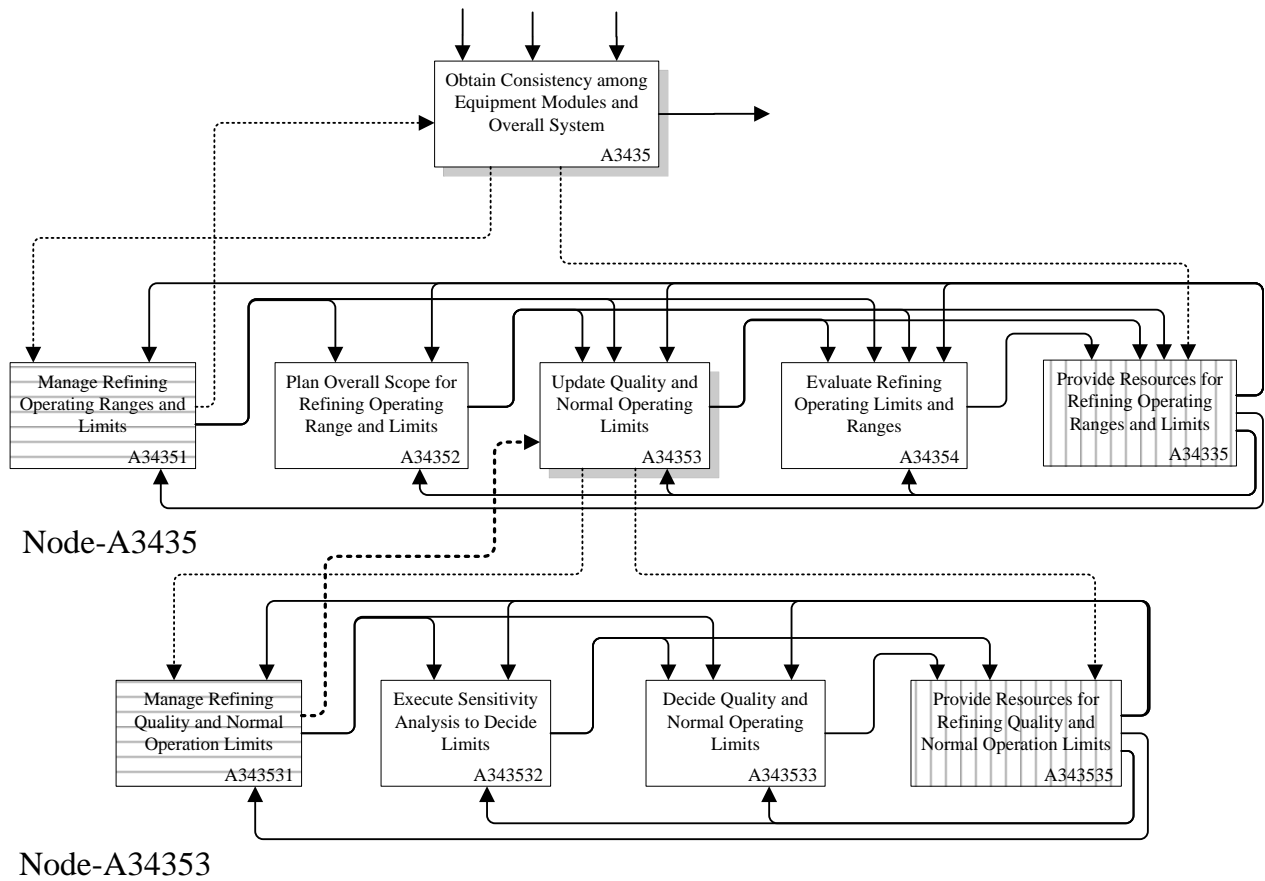 Obtain Consistency among
Equipment Modules and
Overall System
A3435
Manage Refining
Operating Ranges and
Limits
A34351
Plan Overall Scope for
Refining Operating
Range and Limits
A34352
Update Quality and
Normal Operating
Limits
A34353
Evaluate Refining
Operating Limits and
Ranges
A34354
Provide Resources for
Refining Operating
Ranges and Limits
A34335
Node-A3435
Manage Refining
Quality and Normal
Operation Limits
A343531
Execute Sensitivity
Analysis to Decide
Limits
A343532
Decide Quality and
Normal Operating
Limits
A343533
Provide Resources for
Refining Quality and
Normal Operation Limits
A343535
Node-A34353